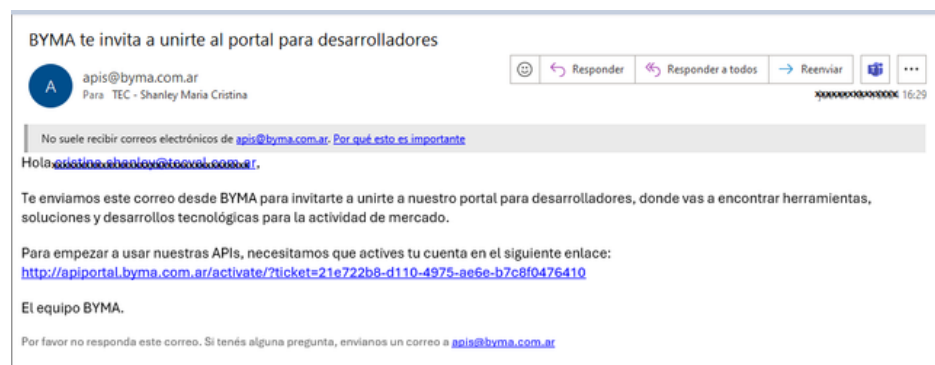 BYMA te invita a unirte al portal para desarrolladores
A
apis@byma.com.ar
Para TEC - Shanley Maria Cristina
Responder
Responder a todos
Reenviar
16:29
No suele recibir correos electrónicos de apis@byma.com.ar. Por qué esto es importante
Hola
Te enviamos este correo desde BYMA para invitarte a unirte a nuestro portal para desarrolladores, donde vas a encontrar herramientas,
soluciones y desarrollos tecnológicas para la actividad de mercado.
Para empezar a usar nuestras APIs, necesitamos que actives tu cuenta en el siguiente enlace:
http://apiportal.byma.com.ar/activate/?ticket=21e722b8-d110-4975-ae6e-b7c8f0476410
El equipo BYMA.
Por favor no responda este correo. Si tenés alguna pregunta, envianos un correo a apis@byma.com.ar